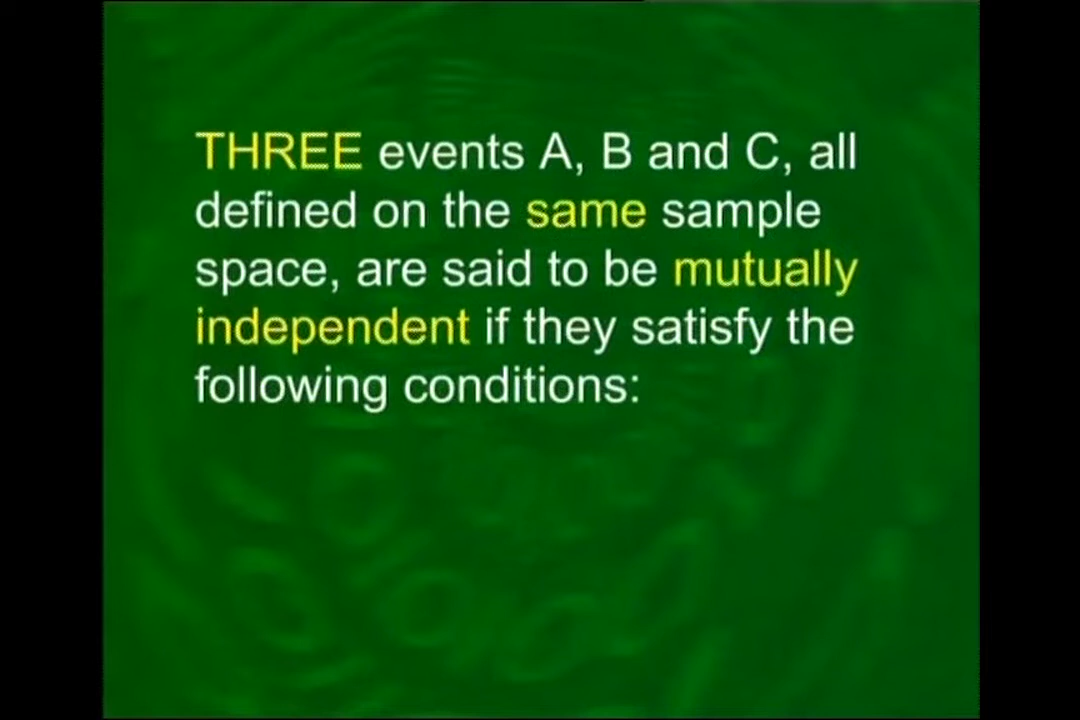 THREE events A, B and C, all
defined on the same sample
space, are said to be mutually
independent if they satisfy the
following conditions: